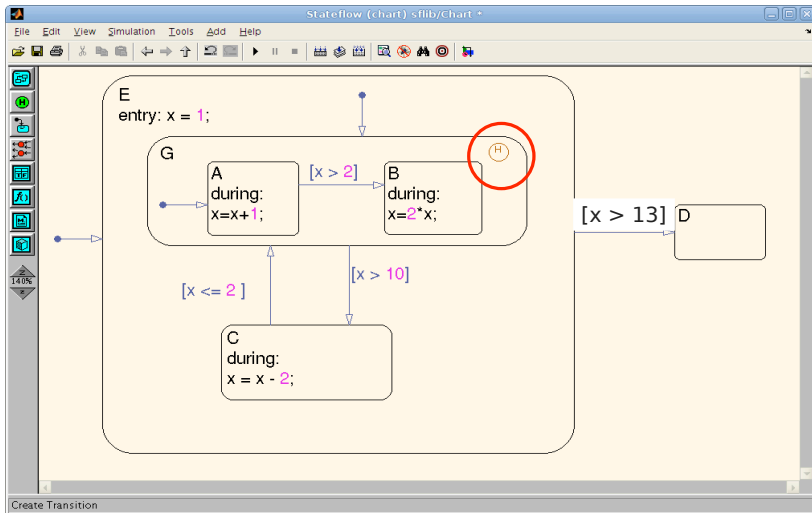 Stateflow (chart) sflib/Chart *
File Edit View Simulation Tools Add Help
E
entry: x = 1;
G
H
A
during:
x=x+1;
[x > 2]
B
during:
x=2*x;
[x > 13]
D
[x <= 2 ]
[x > 10]
C
during:
x = x - 2;
H
f()
Z
140%
Z
Create Transition